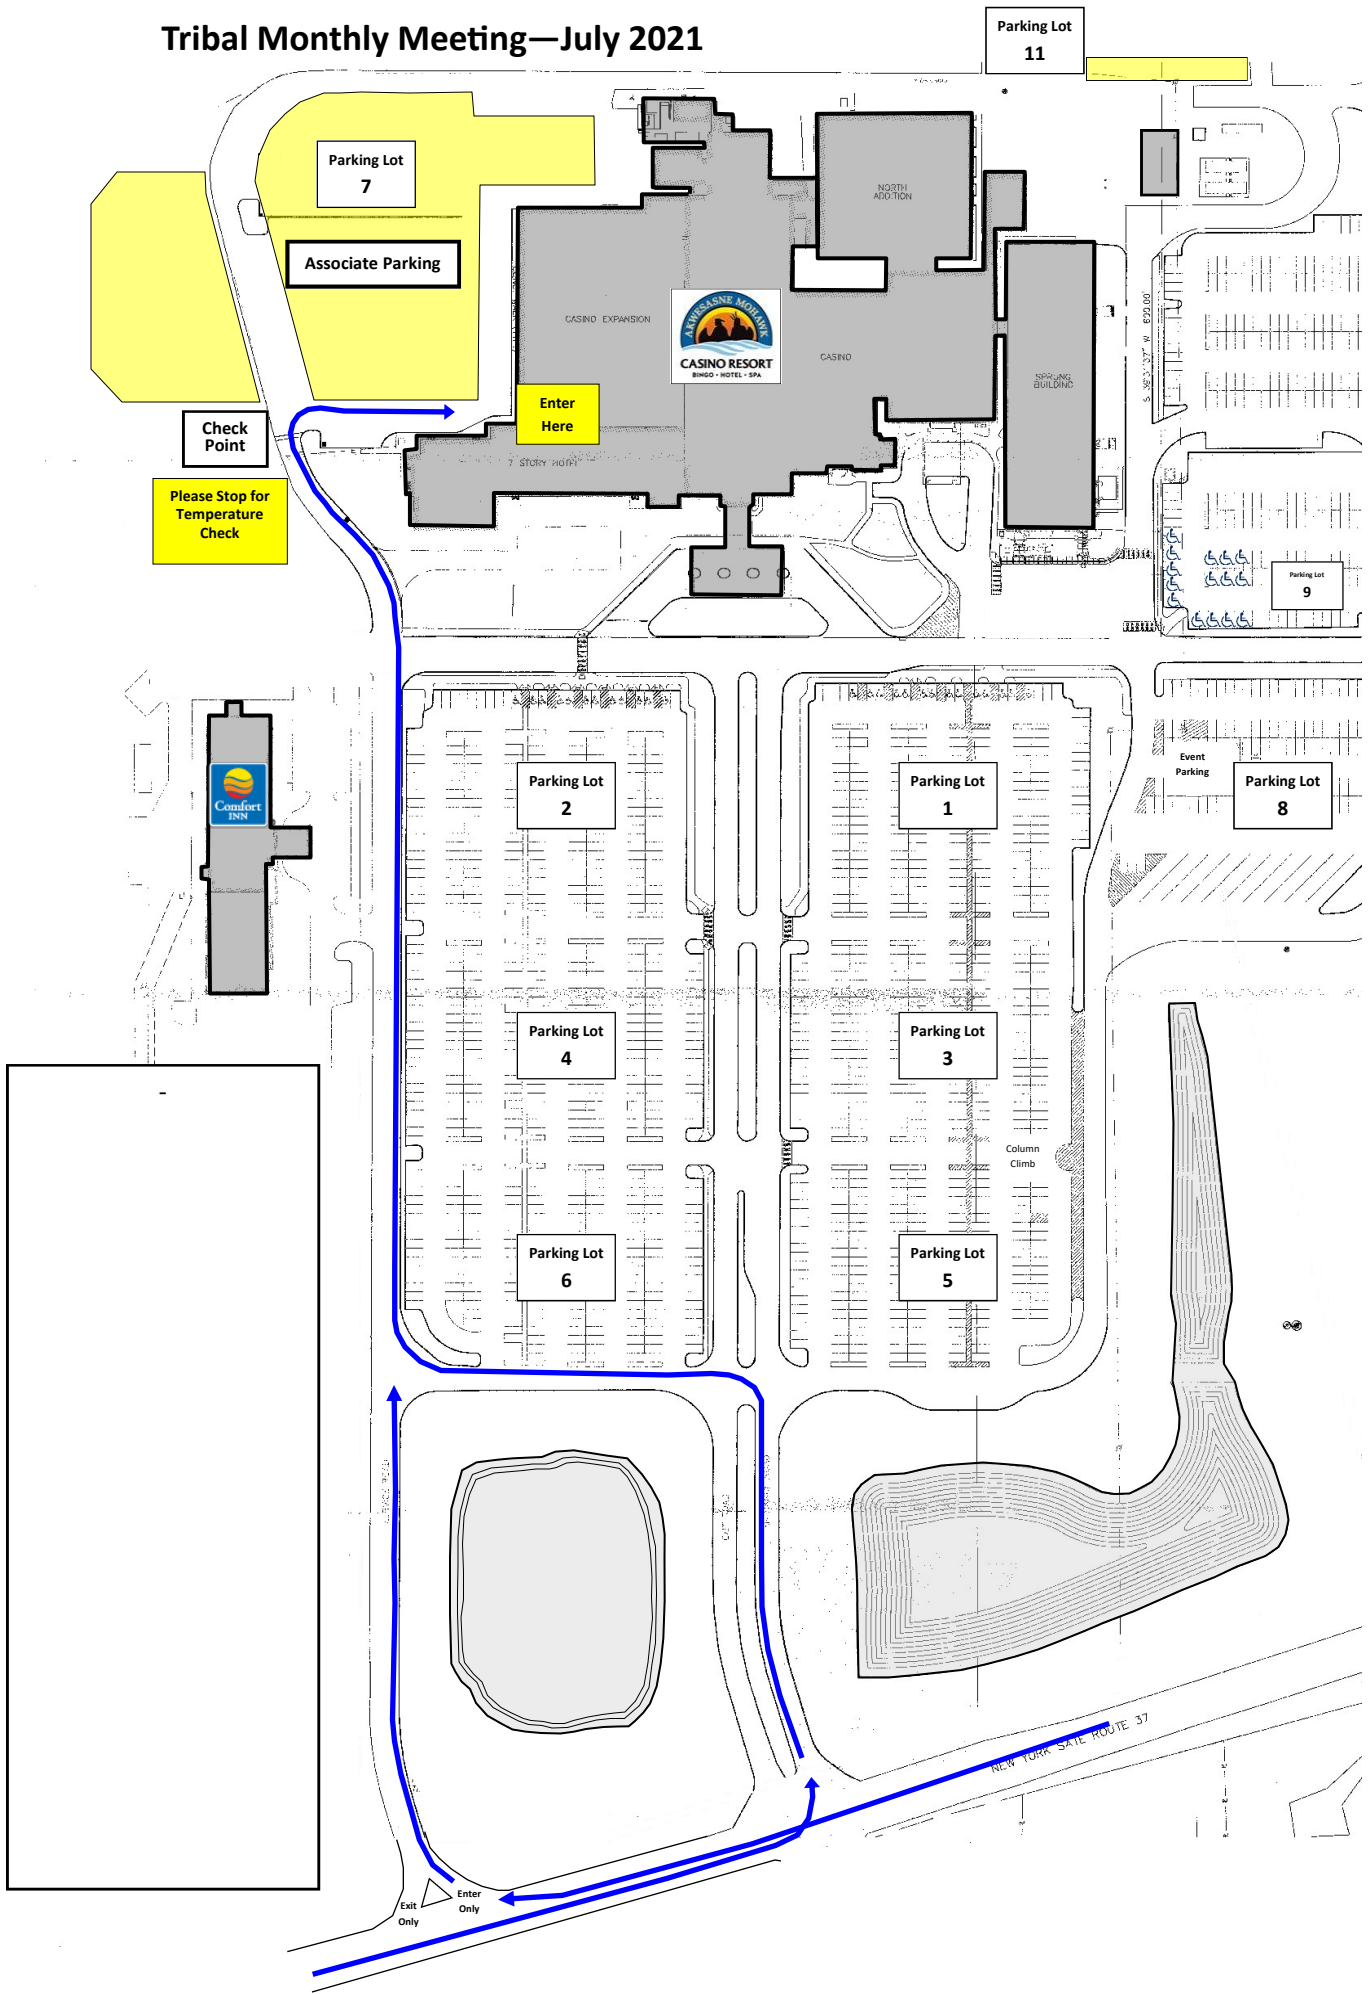 Tribal Monthly Meeting—July 2021
Parking Lot
11
Parking Lot
7
Associate Parking
NORTH
ADDITION
CASINO EXPANSION
AKWESASNE MOHAWK
CASINO RESORT
BINGO • HOTEL • SPA
CASINO
SPRUNG
BUILDING
Enter
Here
Check
Point
7 STORY HOTEL
Please Stop for
Temperature
Check
Parking Lot
9
Event
Parking
Parking Lot
2
Parking Lot
1
Parking Lot
8
Comfort
INN
Parking Lot
4
Parking Lot
3
-
Column
Climb
Parking Lot
6
Parking Lot
5
NEW YORK SATE ROUTE 37
Enter
Only
Exit
Only